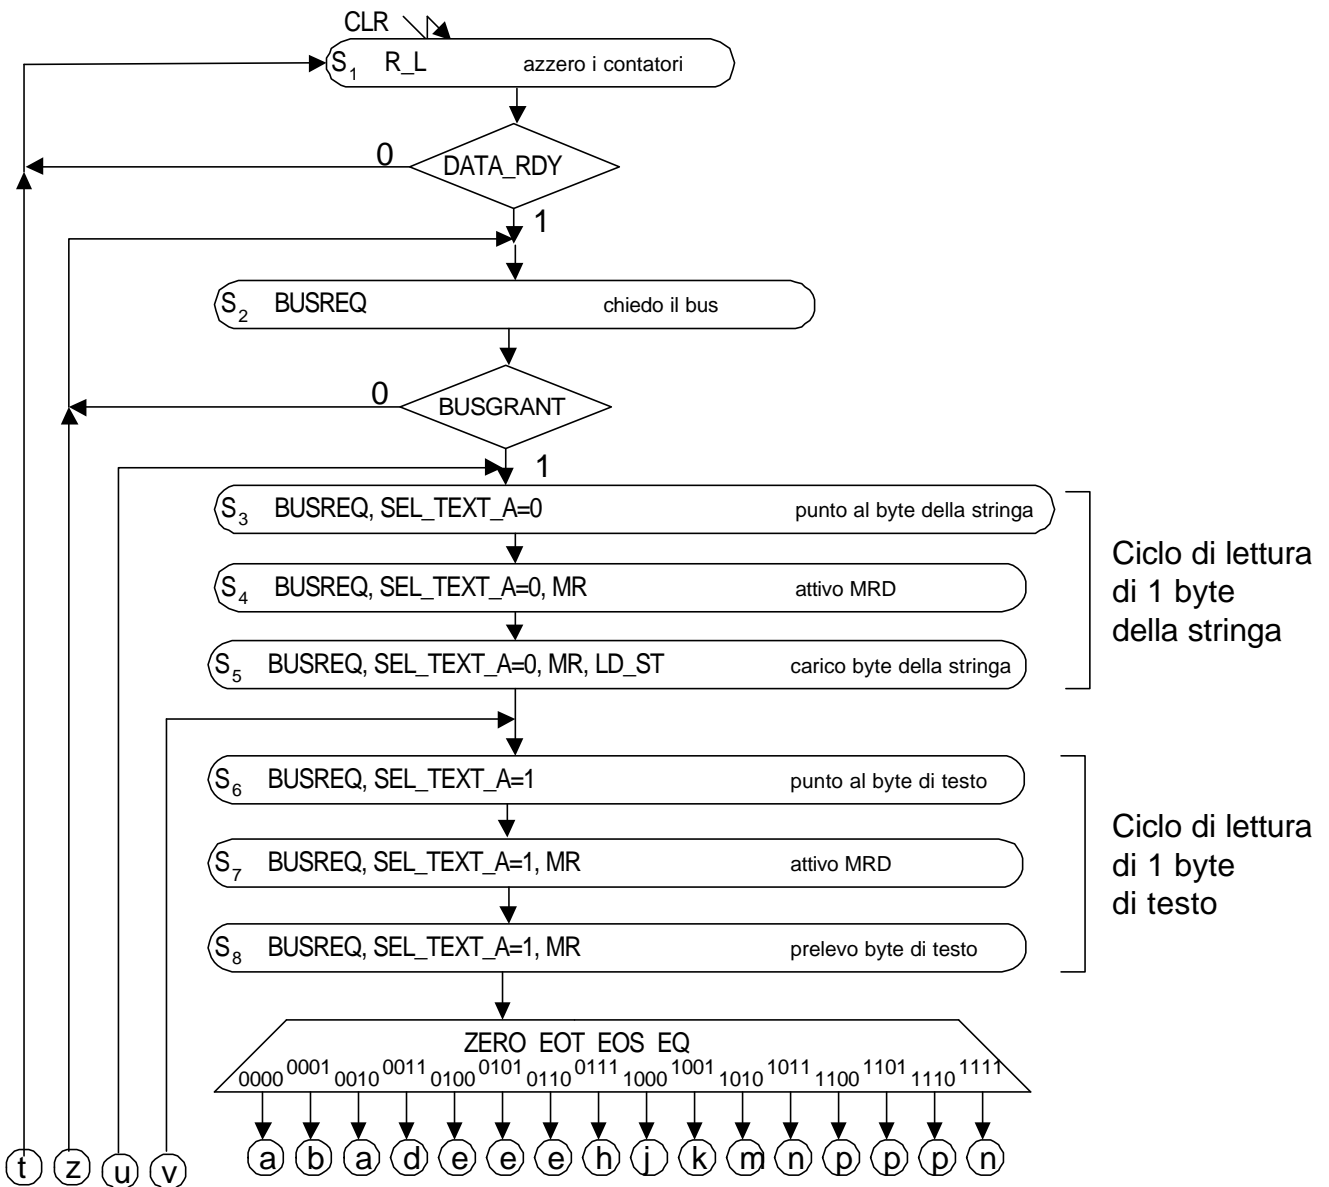 CLR
S1 R_L azzero i contatori
0 DATA_RDY
1
S2 BUSREQ chiedo il bus
0 BUSGRANT
1
S3 BUSREQ, SEL_TEXT_A=0 punto al byte della stringa
S4 BUSREQ, SEL_TEXT_A=0, MR attivo MRD
S5 BUSREQ, SEL_TEXT_A=0, MR, LD_ST carico byte della stringa
Ciclo di lettura
di 1 byte
della stringa
S6 BUSREQ, SEL_TEXT_A=1 punto al byte di testo
S7 BUSREQ, SEL_TEXT_A=1, MR attivo MRD
S8 BUSREQ, SEL_TEXT_A=1, MR prelevo byte di testo
Ciclo di lettura
di 1 byte
di testo
ZERO EOT EOS EQ
0000 0001 0010 0011 0100 0101 0110 0111 1000 1001 1010 1011 1100 1101 1110 1111
t z u v a b a d e e e h j k m n p p p n